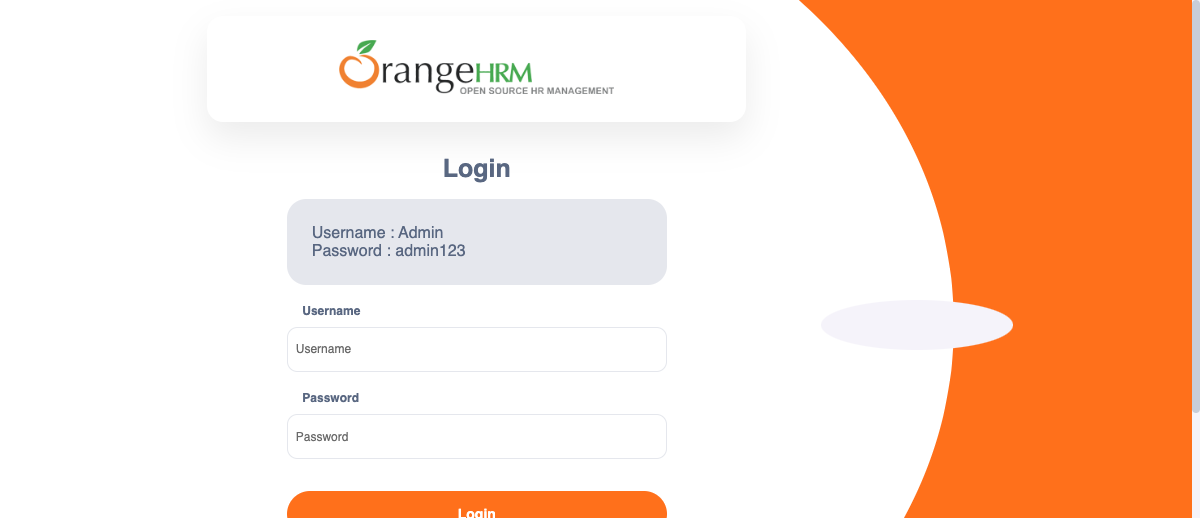 OrangeHRM
OPEN SOURCE HR MANAGEMENT
Login
Username : Admin
Password : admin123
Username
Username
Password
Password
Login